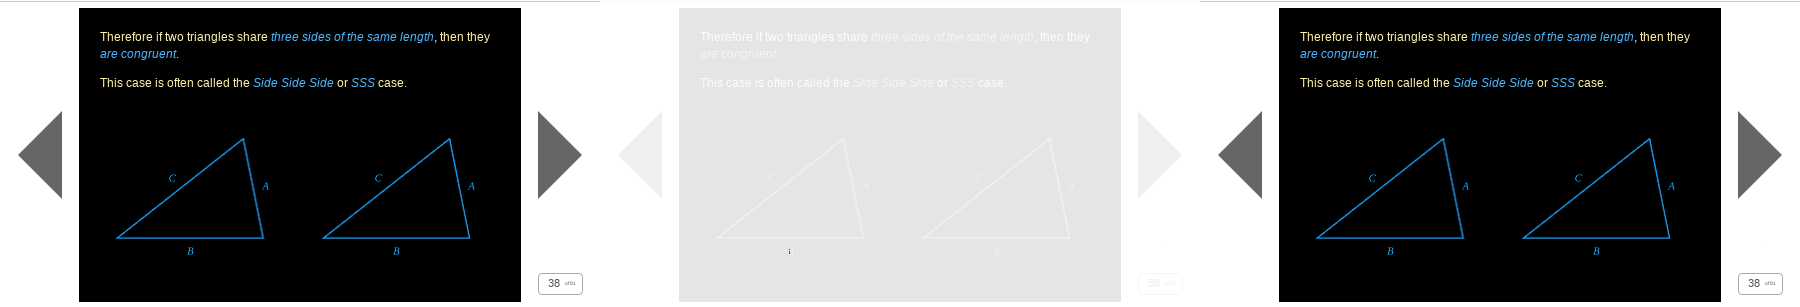 Therefore if two triangles share three sides of the same length, then they
are congruent.
This case is often called the Side Side Side or SSS case.
C
A
C
A
B
B
38
Therefore if two triangles share three sides of the same length, then they
are congruent.
This case is often called the Side Side Side or SSS case.
C
A
C
A
B
38
Therefore if two triangles share three sides of the same length, then they
are congruent.
This case is often called the Side Side Side or SSS case.
C
A
C
A
B
B
38